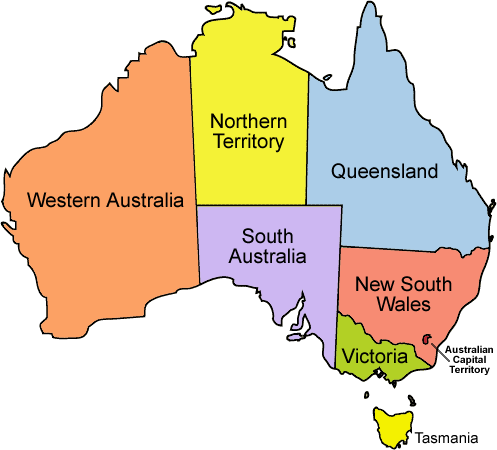 Northern
Territory
Queensland
Western Australia
South
Australia
New South
Wales
Victoria
Australian
Capital
Territory
Tasmania